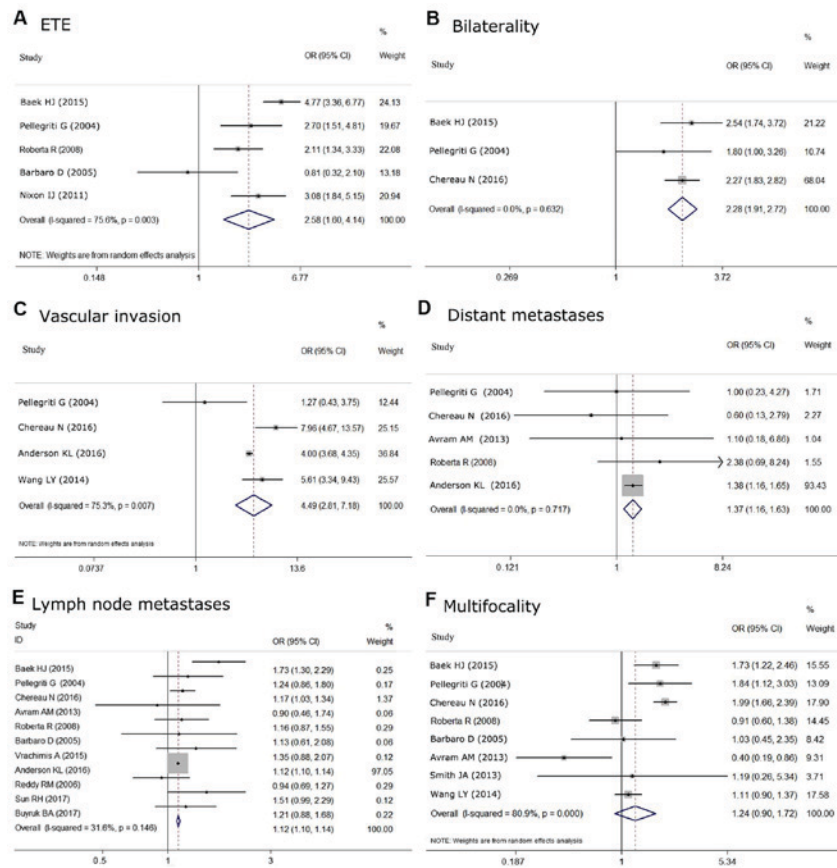 A ETE
%
Study OR (95% CI) Weight
Baek HJ (2015) 4.77 (3.36, 6.77) 24.13
Pellegriti G (2004) 2.70 (1.51, 4.81) 19.67
Roberta R (2008) 2.11 (1.34, 3.33) 22.08
Barbaro D (2005) 0.81 (0.32, 2.10) 13.18
Nixon IJ (2011) 3.08 (1.84, 5.15) 20.94
Overall (β-squared = 75.6%, p = 0.003) 2.58 (1.60, 4.14) 100.00
NOTE: Weights are from random effects analysis
0.148 1 6.77
B Bilaterality
%
Study OR (95% CI) Weight
Baek HJ (2015) 2.54 (1.74, 3.72) 21.22
Pellegriti G (2004) 1.80 (1.00, 3.26) 10.74
Chereau N (2016) 2.27 (1.83, 2.82) 68.04
Overall (β-squared = 0.0%, p = 0.632) 2.28 (1.91, 2.72) 100.00
0.269 1 3.72
C Vascular invasion
%
Study OR (95% CI) Weight
Pellegriti G (2004) 1.27 (0.43, 3.75) 12.44
Chereau N (2016) 7.96 (4.67, 13.57) 25.15
Anderson KL (2016) 4.00 (3.68, 4.35) 36.84
Wang LY (2014) 5.61 (3.34, 9.43) 25.57
Overall (β-squared = 75.3%, p = 0.007) 4.49 (2.81, 7.18) 100.00
NOTE: Weights are from random effects analysis
0.0737 1 13.6
D Distant metastases
%
Study OR (95% CI) Weight
Pellegriti G (2004) 1.00 (0.23, 4.27) 1.71
Chereau N (2016) 0.60 (0.13, 2.79) 2.27
Avram AM (2013) 1.10 (0.18, 6.86) 1.04
Roberta R (2008) 2.38 (0.69, 8.24) 1.55
Anderson KL (2016) 1.38 (1.16, 1.65) 93.43
Overall (β-squared = 0.0%, p = 0.717) 1.37 (1.16, 1.63) 100.00
0.121 1 8.24
E Lymph node metastases
Study %
ID OR (95% CI) Weight
Baek HJ (2015) 1.73 (1.30, 2.29) 0.25
Pellegriti G (2004) 1.24 (0.86, 1.80) 0.17
Chereau N (2016) 1.17 (1.03, 1.34) 1.37
Avram AM (2013) 0.90 (0.46, 1.74) 0.06
Roberta R (2008) 1.16 (0.87, 1.55) 0.29
Barbaro D (2005) 1.13 (0.61, 2.08) 0.06
Vrachimis A (2015) 1.35 (0.88, 2.07) 0.12
Anderson KL (2016) 1.12 (1.10, 1.14) 97.05
Reddy RM (2006) 0.94 (0.69, 1.27) 0.29
Sun RH (2017) 1.51 (0.99, 2.29) 0.12
Buyruk BA (2017) 1.21 (0.88, 1.68) 0.22
Overall (β-squared = 31.6%, p = 0.146) 1.12 (1.10, 1.14) 100.00
0.5 1 3
F Multifocality
%
Study OR (95% CI) Weight
Baek HJ (2015) 1.73 (1.22, 2.46) 15.55
Pellegriti G (2004) 1.84 (1.12, 3.03) 13.09
Chereau N (2016) 1.99 (1.66, 2.39) 17.90
Roberta R (2008) 0.91 (0.60, 1.38) 14.45
Barbaro D (2005) 1.03 (0.45, 2.35) 8.42
Avram AM (2013) 0.40 (0.19, 0.86) 9.31
Smith JA (2013) 1.19 (0.26, 5.34) 3.71
Wang LY (2014) 1.11 (0.90, 1.37) 17.58
Overall (β-squared = 80.9%, p = 0.000) 1.24 (0.90, 1.72) 100.00
NOTE: Weights are from random effects analysis
0.187 1 5.34